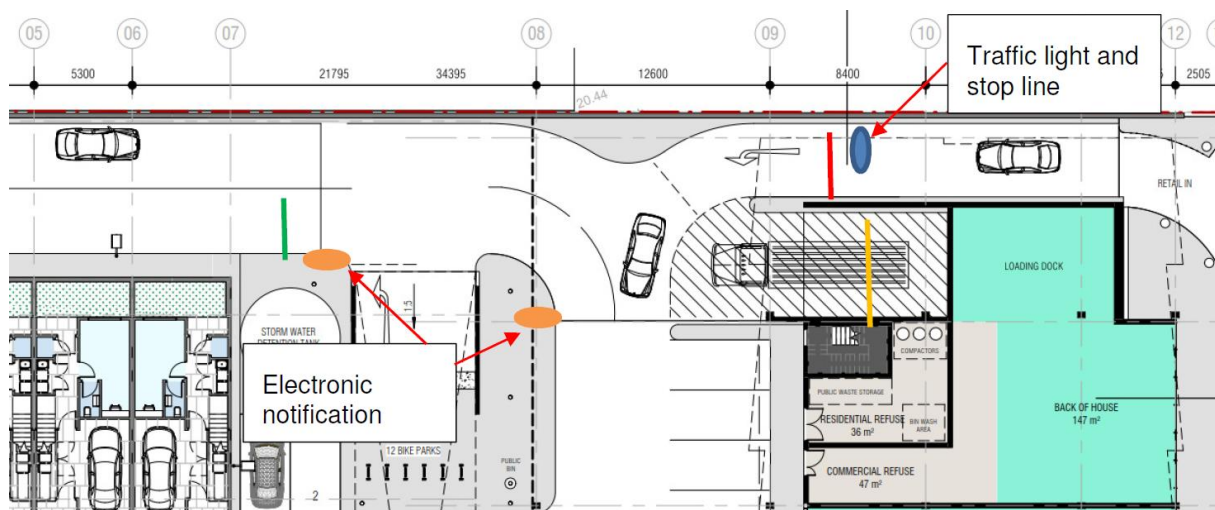 05
06
07
08
09
10
12
5300
21795
34395
12600
8400
2505
Traffic light and
stop line
20.44
RETAIL IN
LOADING DOCK
1:5
STORM WATER
DETENTION TANK
Electronic
notification
COMPACTORS
PUBLIC WASTE STORAGE
RESIDENTIAL REFUSE
36 m²
BIN WASH
AREA
BACK OF HOUSE
147 m²
12 BIKE PARKS
PUBLIC
BIN
COMMERCIAL REFUSE
47 m²
2